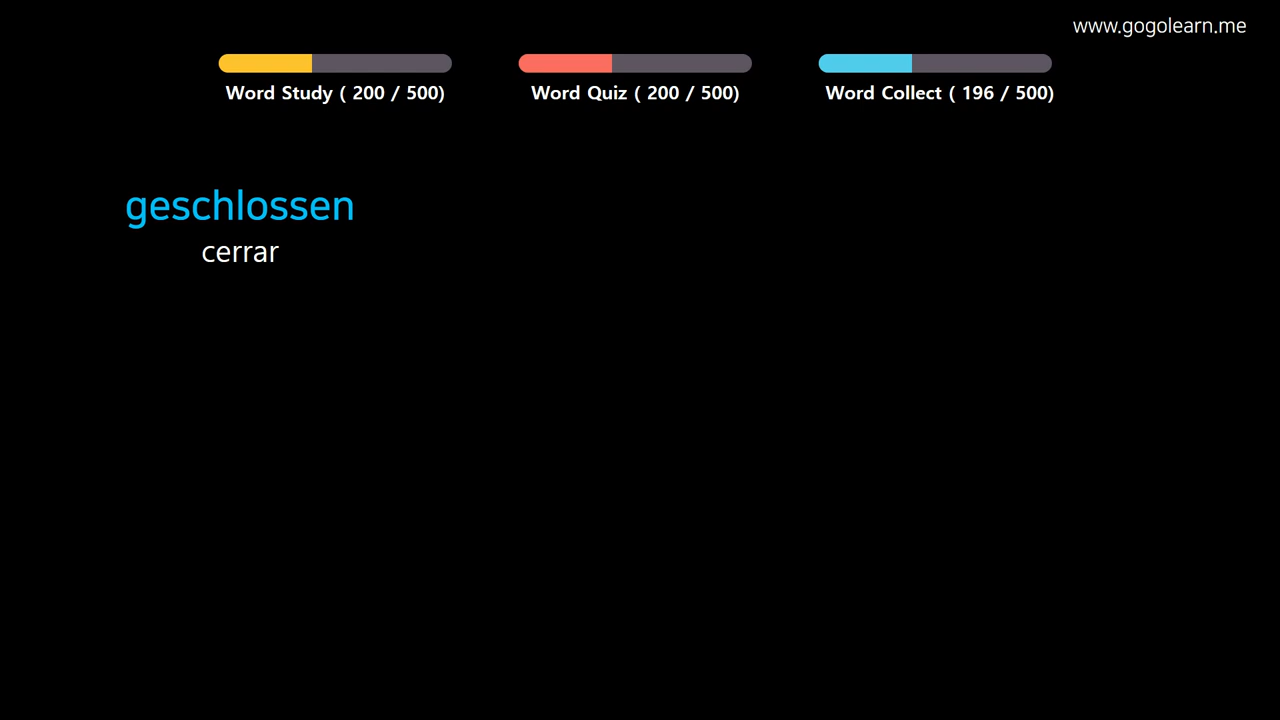 www.gogolearn.me
Word Study ( 200 / 500)
Word Quiz ( 200 / 500)
Word Collect ( 196 / 500)
geschlossen
cerrar